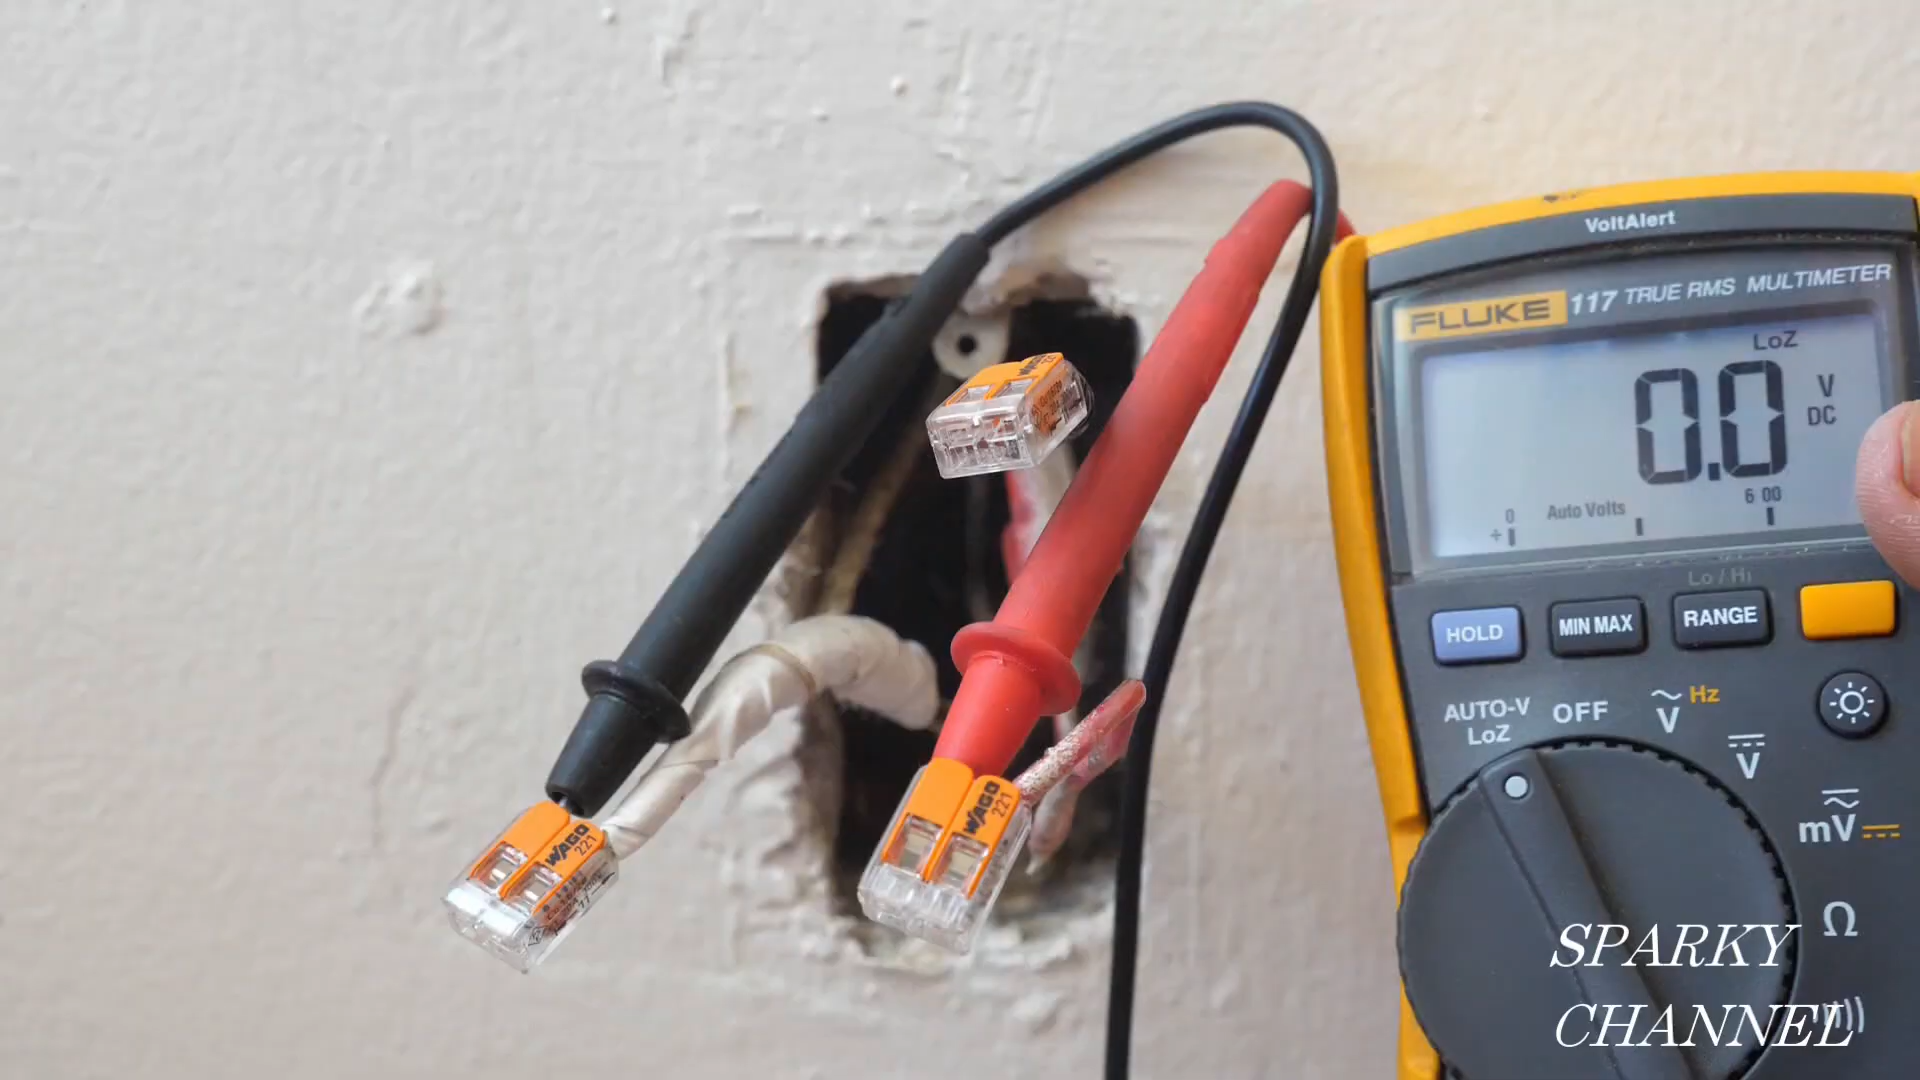 VoltAlert
FLUKE 117 TRUE RMS MULTIMETER
LoZ
0.0 V DC
0 Auto Volts 6 00
+
Lo / Hi
HOLD MIN MAX RANGE
AUTO-V LoZ
OFF
V Hz
V
mV
Ω
WAGO
WAGO
221
WAGO
221
SPARKY
CHANNEL